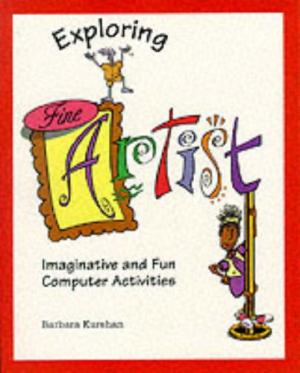 Exploring
Fine
Artist
Imaginative and Fun
Computer Activities
Barbara Kurshan